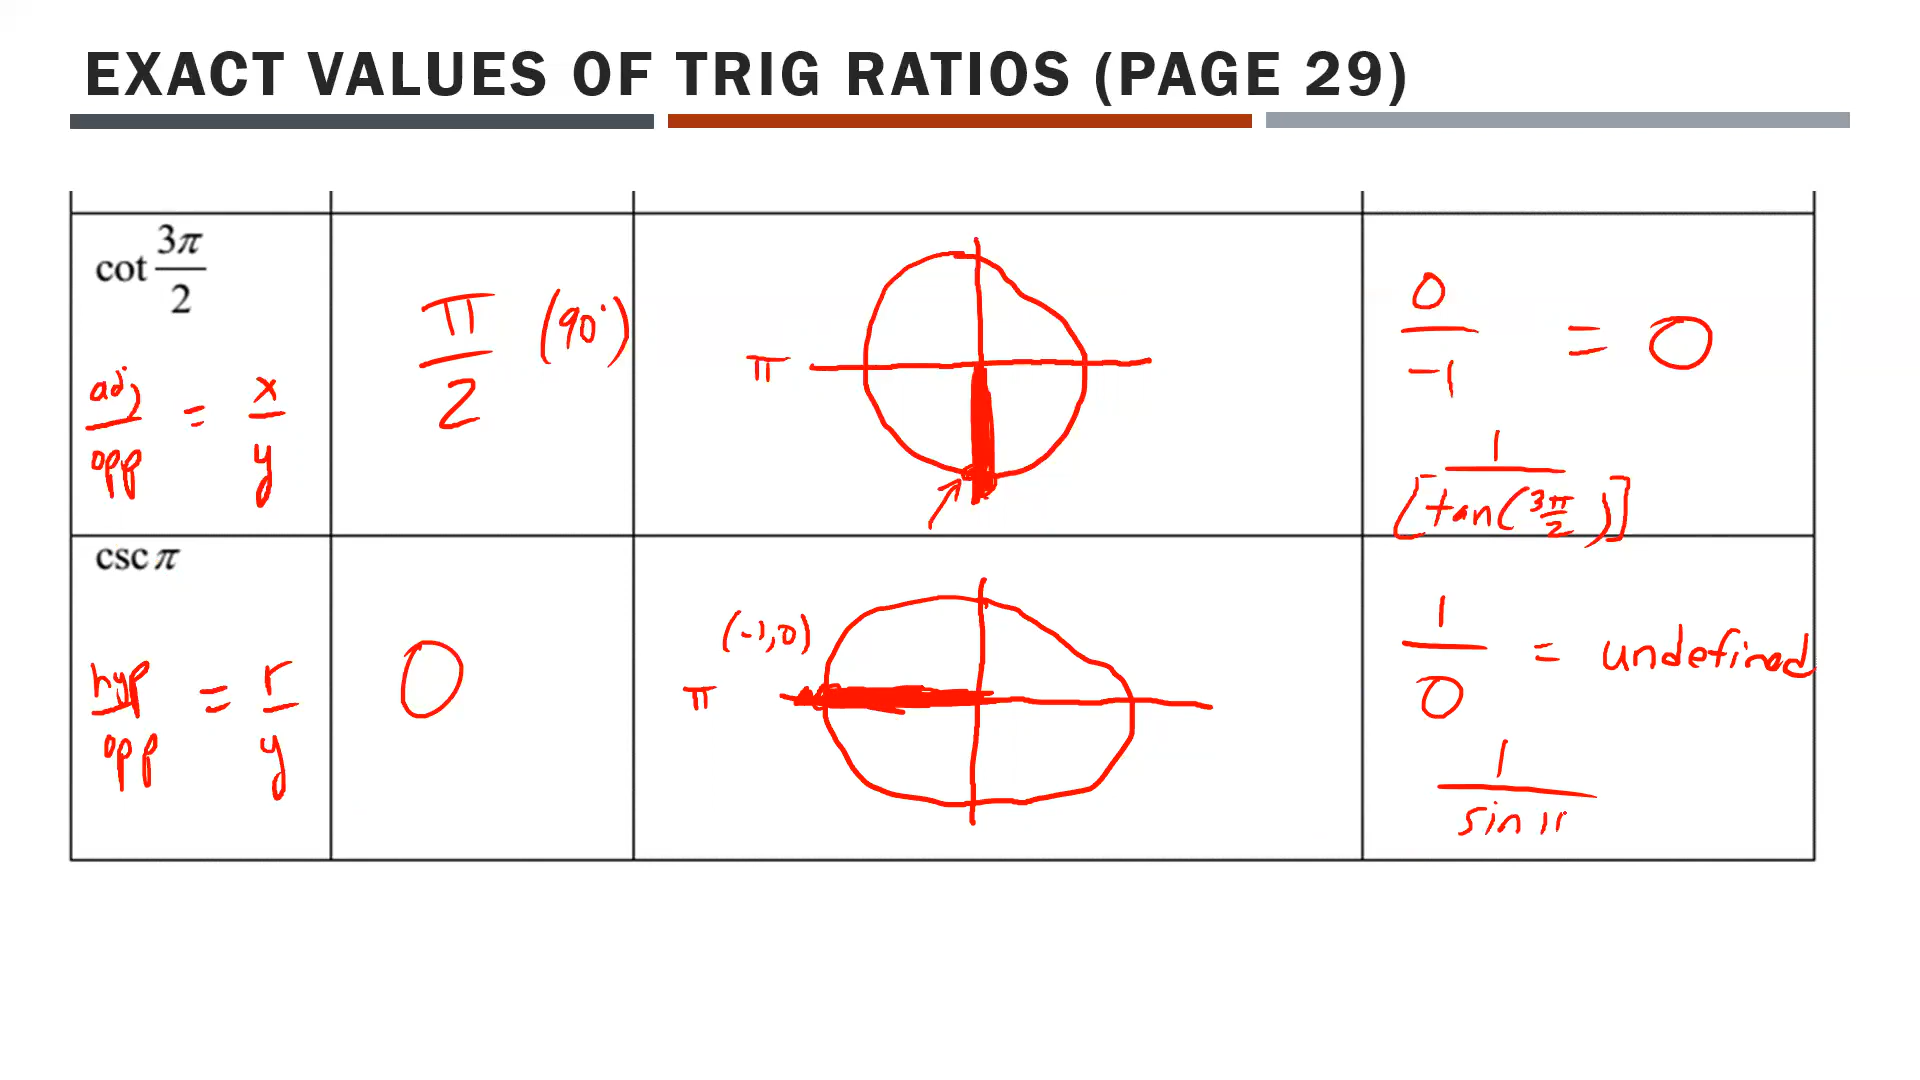 EXACT VALUES OF TRIG RATIOS (PAGE 29)
cot 3π/2
adj/opp = x/y
π/2 (90°)
π
0/-1 = 0
1/[tan(3π/2)]
csc π
hyp/opp = r/y
0
(-1,0)
π
1/0 = undefined
1/sin π